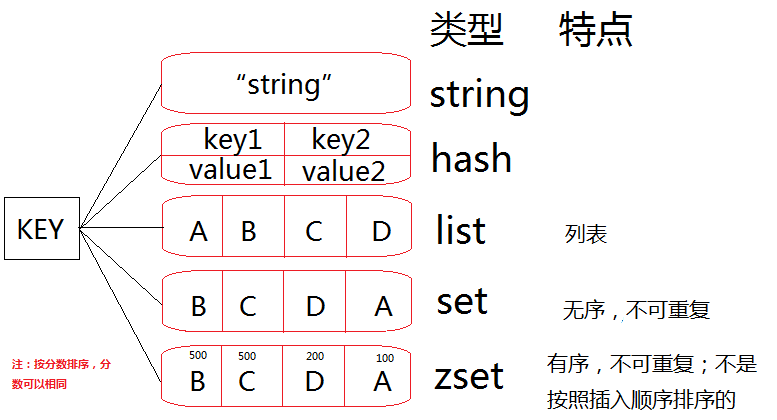 类型 特点
“string” string
key1 key2
value1 value2
hash
KEY
A B C D list 列表
B C D A set 无序，不可重复
注：按分数排序，分
数可以相同
500 500 200 100
B C D A zset
有序，不可重复；不是
按照插入顺序排序的